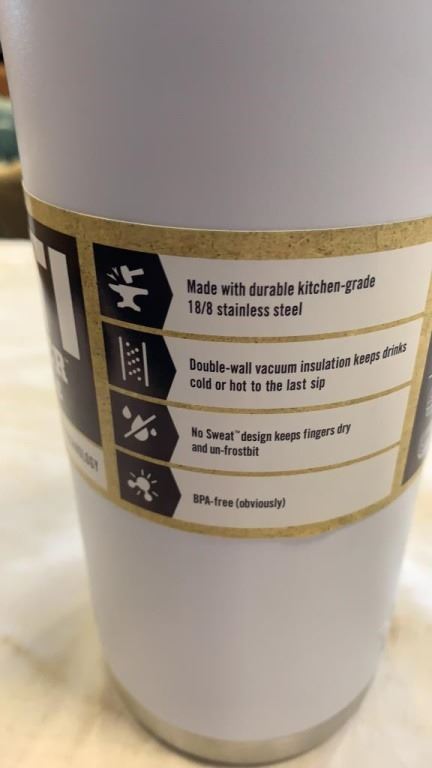 Made with durable kitchen-grade
18/8 stainless steel
Double-wall vacuum insulation keeps drinks
cold or hot to the last sip
No Sweat™ design keeps fingers dry
and un-frostbit
BPA-free (obviously)